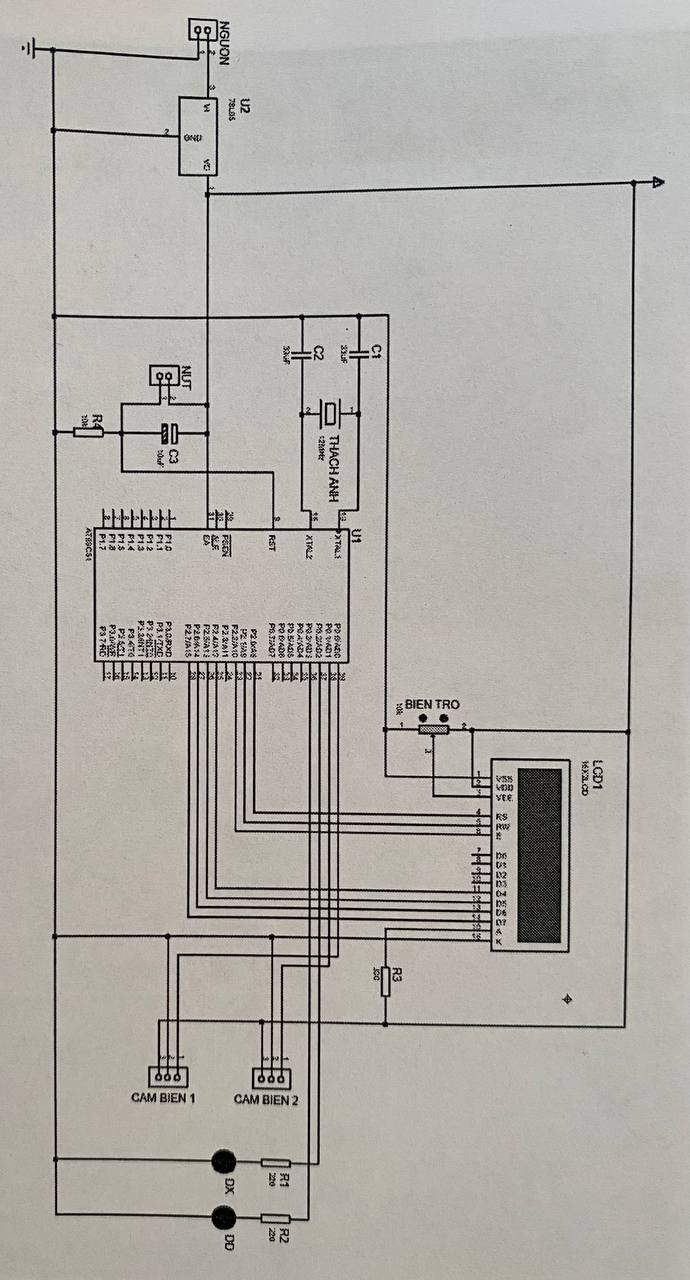 LCD1
16X2LCD
VSS
VDD
VEE
RS
RW
E
D0
D1
D2
D3
D4
D5
D6
D7
A
K
BIEN TRO
10k
R3
C1
33uF
THACH ANH
12MHz
C2
33uF
U1
XTAL1
XTAL2
RST
PSEN
ALE
EA
P1.0
P1.1
P1.2
P1.3
P1.4
P1.5
P1.6
P1.7
P0.0/AD0
P0.1/AD1
P0.2/AD2
P0.3/AD3
P0.4/AD4
P0.5/AD5
P0.6/AD6
P0.7/AD7
P2.0/A8
P2.1/A9
P2.2/A10
P2.3/A11
P2.4/A12
P2.5/A13
P2.6/A14
P2.7/A15
P3.0/RXD
P3.1/TXD
P3.2/INT0
P3.3/INT1
P3.4/T0
P3.5/T1
P3.6/WR
P3.7/RD
AT89C51
U2
78L05
VI
VO
GND
NGUON
NUT
C3
10uF
R4
10k
CAM BIEN 2
CAM BIEN 1
R1
220
R2
220
DX
DD